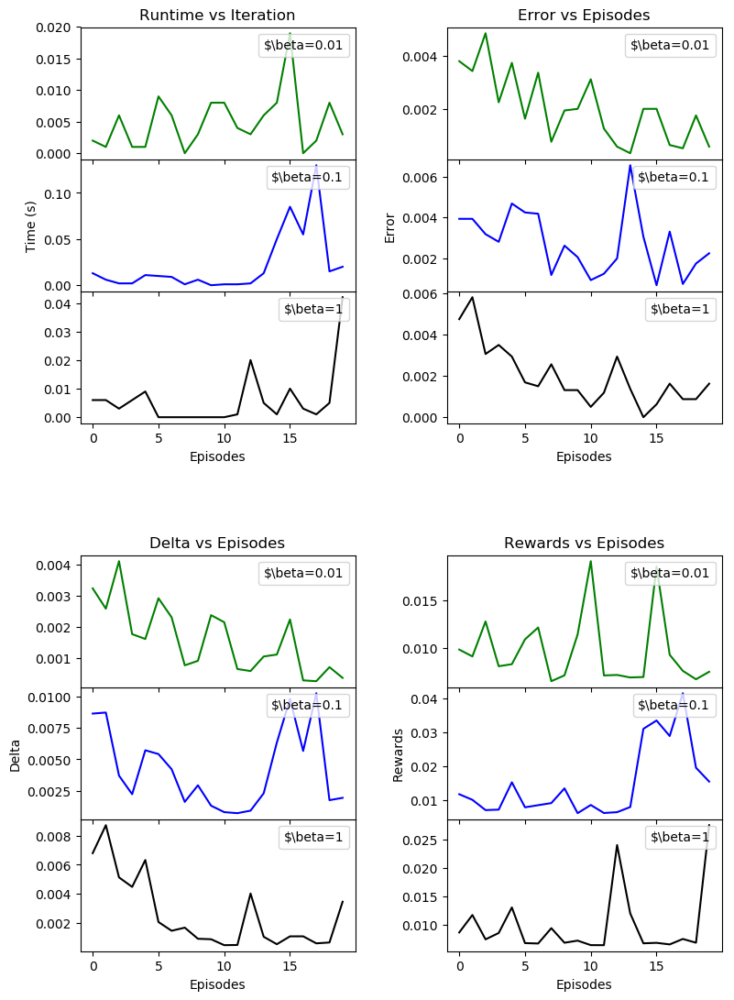 Runtime vs Iteration
0.020
0.015
0.010
0.005
0.000
$\beta=0.01
0.10
0.05
0.00
Time (s)
$\beta=0.1
0.04
0.03
0.02
0.01
0.00
$\beta=1
0 5 10 15
Episodes
Error vs Episodes
0.004
0.002
$\beta=0.01
0.006
0.004
0.002
Error
$\beta=0.1
0.006
0.004
0.002
0.000
$\beta=1
0 5 10 15
Episodes
Delta vs Episodes
0.004
0.003
0.002
0.001
$\beta=0.01
0.0100
0.0075
0.0050
0.0025
Delta
$\beta=0.1
0.008
0.006
0.004
0.002
$\beta=1
0 5 10 15
Episodes
Rewards vs Episodes
0.015
0.010
$\beta=0.01
0.04
0.03
0.02
0.01
Rewards
$\beta=0.1
0.025
0.020
0.015
0.010
$\beta=1
0 5 10 15
Episodes